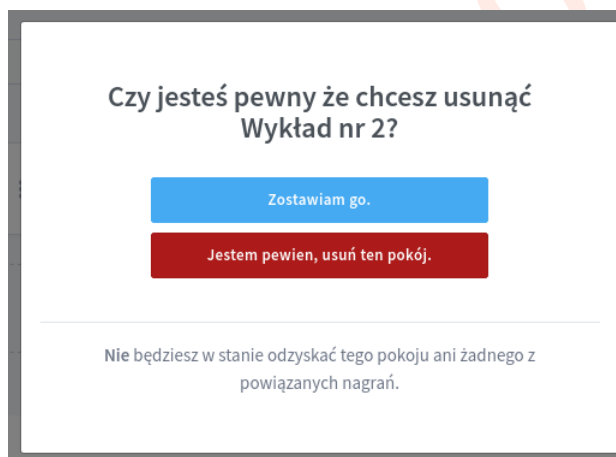 Czy jesteś pewny że chcesz usunąć
Wykład nr 2?
Zostawiam go.
Jestem pewien, usuń ten pokój.
Nie będziesz w stanie odzyskać tego pokoju ani żadnego z
powiązanych nagrań.